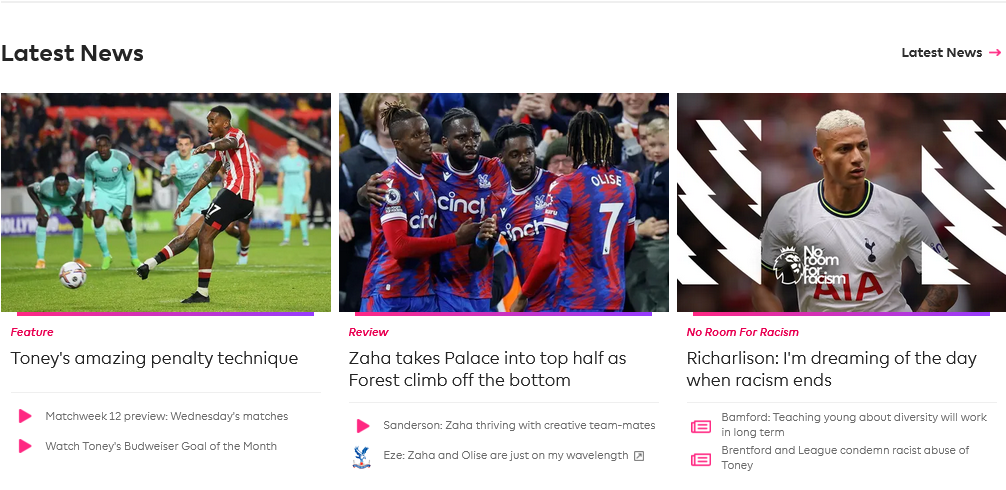 Latest News
Latest News
JOLLY
17
cinch
cinch
cinch
OLISE
7
No
room
for
racism
AIA
Feature
Toney's amazing penalty technique
Matchweek 12 preview: Wednesday's matches
Watch Toney's Budweiser Goal of the Month
Review
Zaha takes Palace into top half as
Forest climb off the bottom
Sanderson: Zaha thriving with creative team-mates
Eze: Zaha and Olise are just on my wavelength
No Room For Racism
Richarlison: I'm dreaming of the day
when racism ends
Bamford: Teaching young about diversity will work
in long term
Brentford and League condemn racist abuse of
Toney